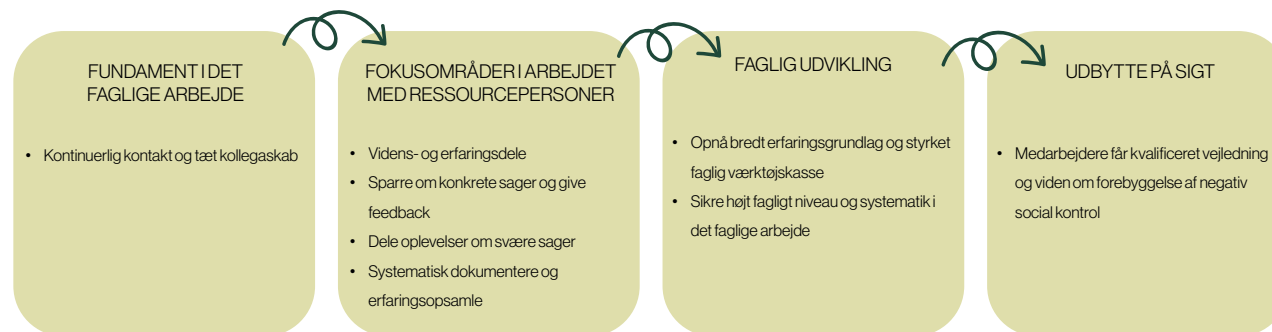 FUNDAMENT I DET
FAGLIGE ARBEJDE
• Kontinuerlig kontakt og tæt kollegaskab
FOKUSOMRÅDER I ARBEJDET
MED RESSOURCEPERSONER
• Videns- og erfaringsdele
• Sparre om konkrete sager og give
feedback
• Dele oplevelser om svære sager
• Systematisk dokumentere og
erfaringsopsamle
FAGLIG UDVIKLING
• Opnå bredt erfaringsgrundlag og styrket
faglig værktøjskasse
• Sikre højt fagligt niveau og systematik i
det faglige arbejde
UDBYTTE PÅ SIGT
• Medarbejdere får kvalificeret vejledning
og viden om forebyggelse af negativ
social kontrol